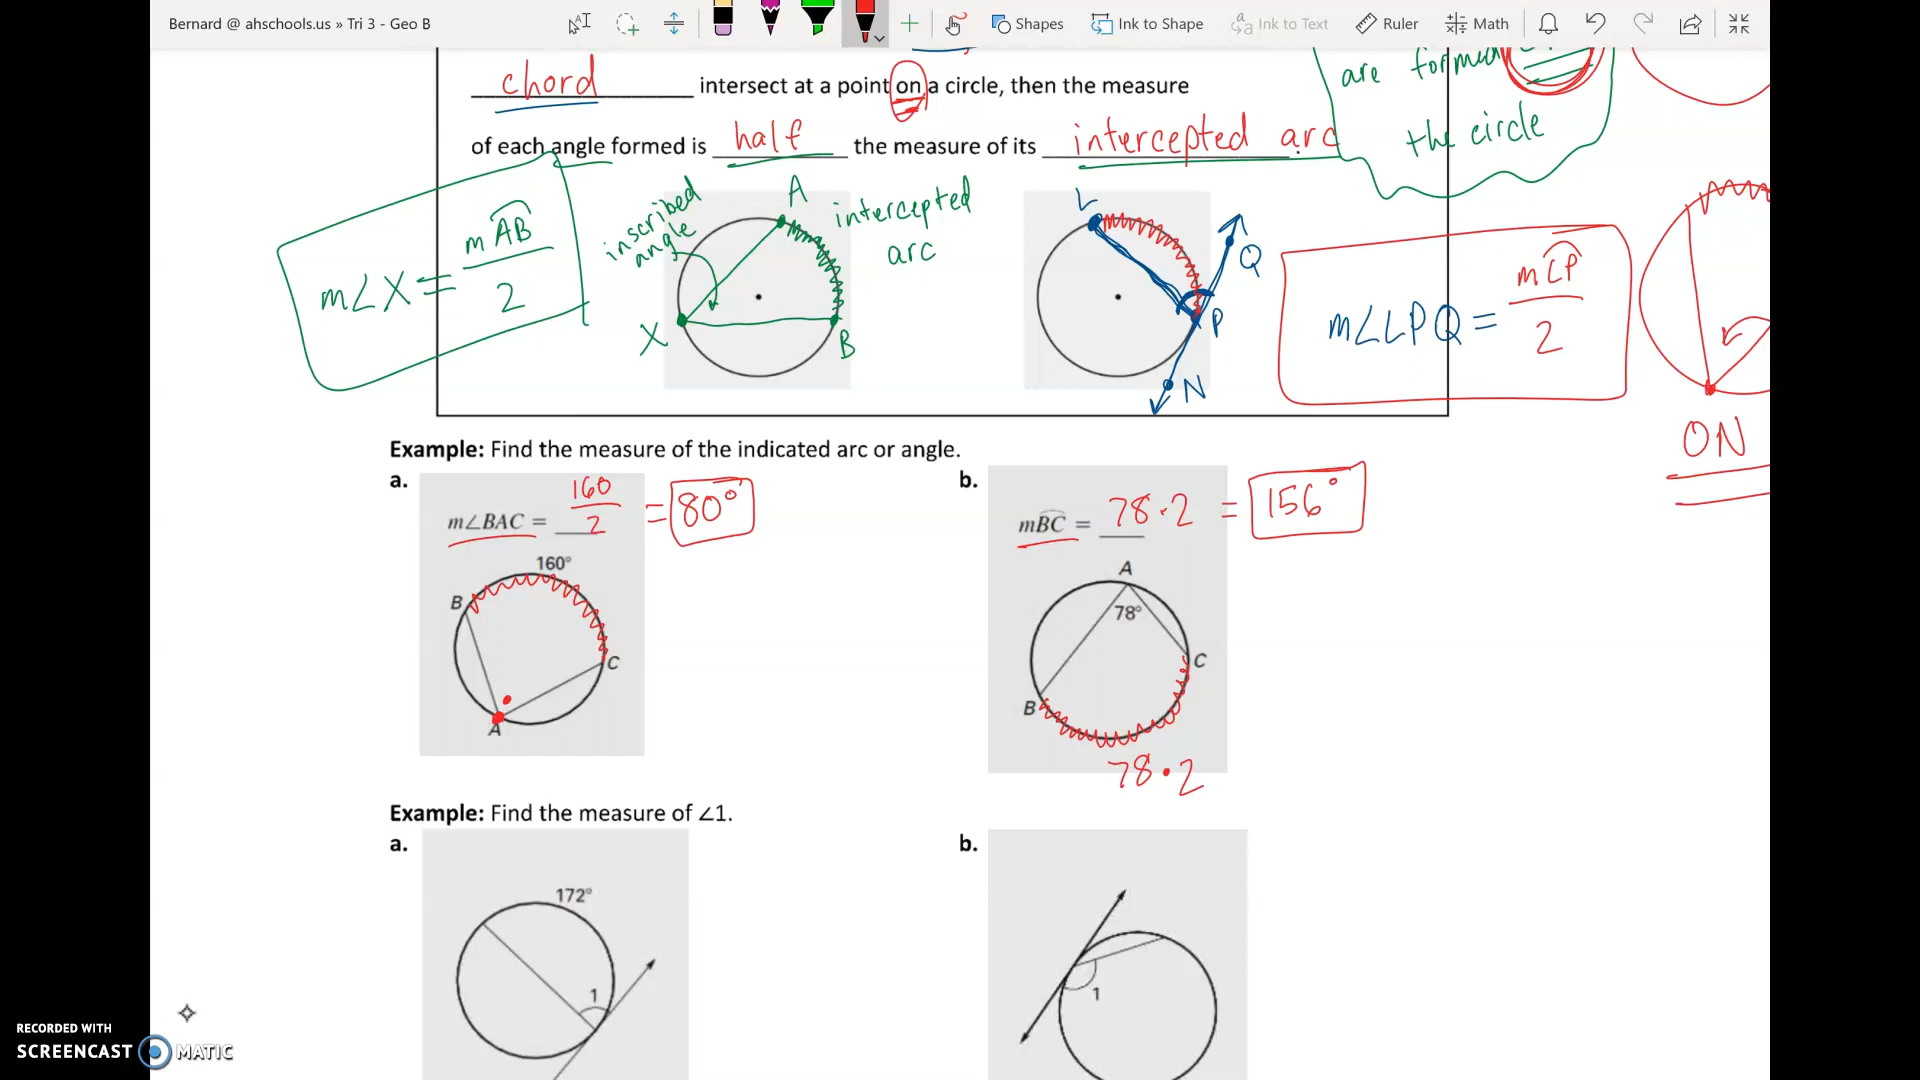 Bernard @ ahschools.us » Tri 3 - Geo B
Shapes
Ink to Shape
Ink to Text
Ruler
Math
chord intersect at a point on a circle, then the measure
of each angle formed is half the measure of its intercepted arc
are formed
the circle
m∠X = mAB / 2
inscribed angle
A
intercepted arc
X
B
L
Q
P
N
m∠LPQ = mLP / 2
ON
Example: Find the measure of the indicated arc or angle.
a.
m∠BAC = 160 / 2 = 80°
160°
B
C
A
b.
mBC = 78·2 = 156°
A
78°
C
B
78·2
Example: Find the measure of ∠1.
a.
172°
1
b.
1
RECORDED WITH
SCREENCAST MATIC